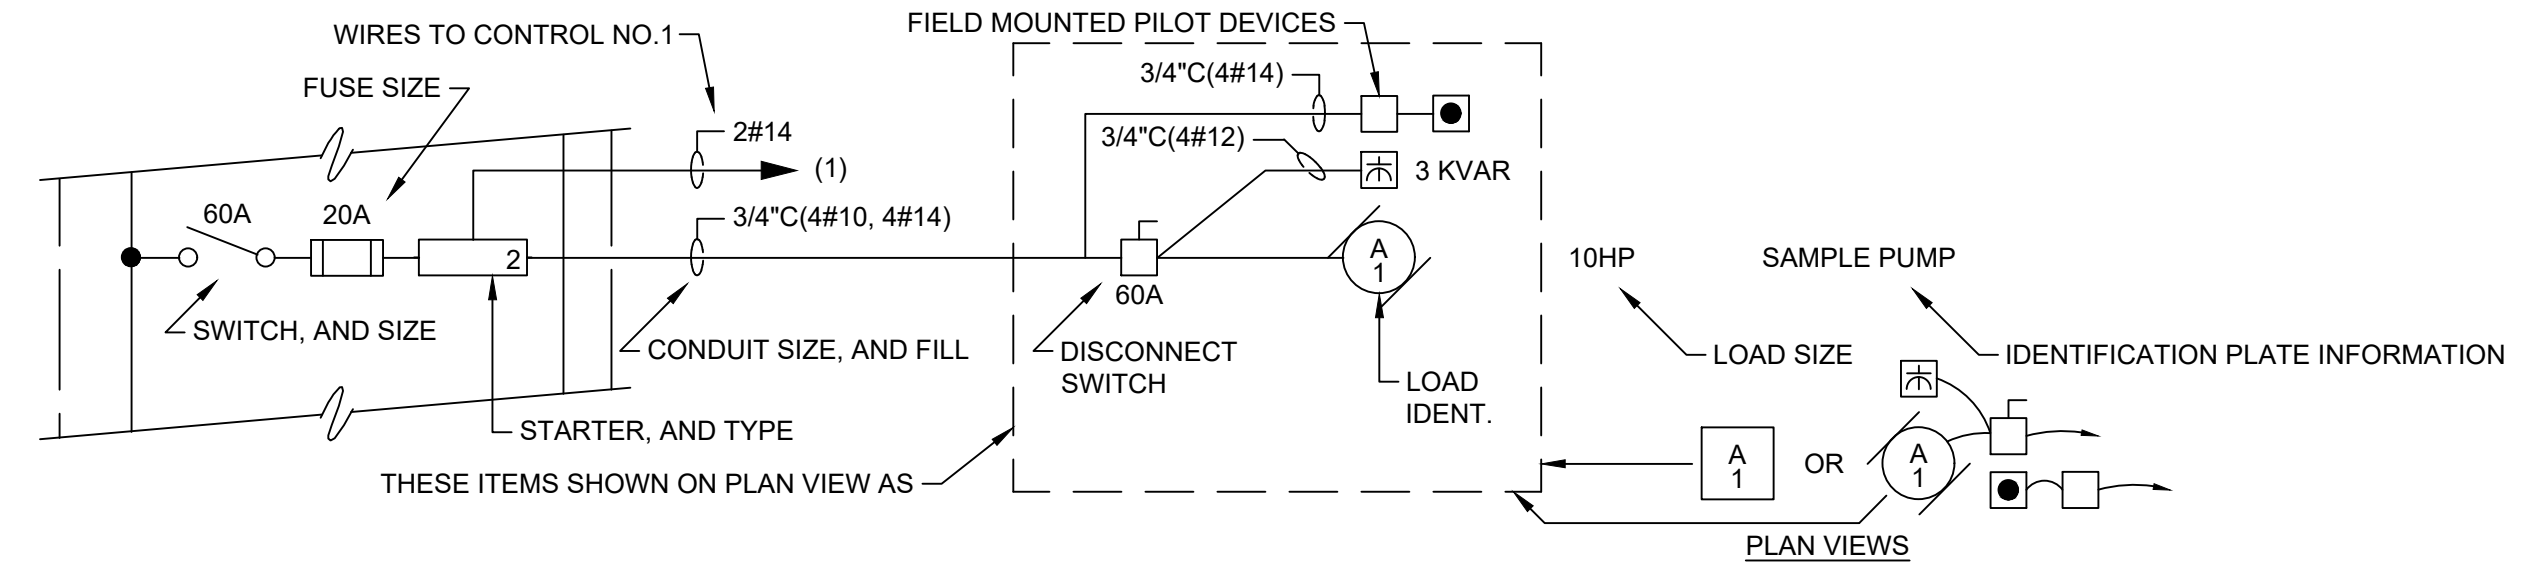 FIELD MOUNTED PILOT DEVICES
WIRES TO CONTROL NO.1
3/4"C(4#14)
FUSE SIZE
2#14
3/4"C(4#12)
(1)
3 KVAR
60A
20A
3/4"C(4#10, 4#14)
2
A
1
10HP
SAMPLE PUMP
60A
SWITCH, AND SIZE
CONDUIT SIZE, AND FILL
DISCONNECT
SWITCH
LOAD SIZE
IDENTIFICATION PLATE INFORMATION
LOAD
IDENT.
STARTER, AND TYPE
A
1
OR
A
1
THESE ITEMS SHOWN ON PLAN VIEW AS
PLAN VIEWS